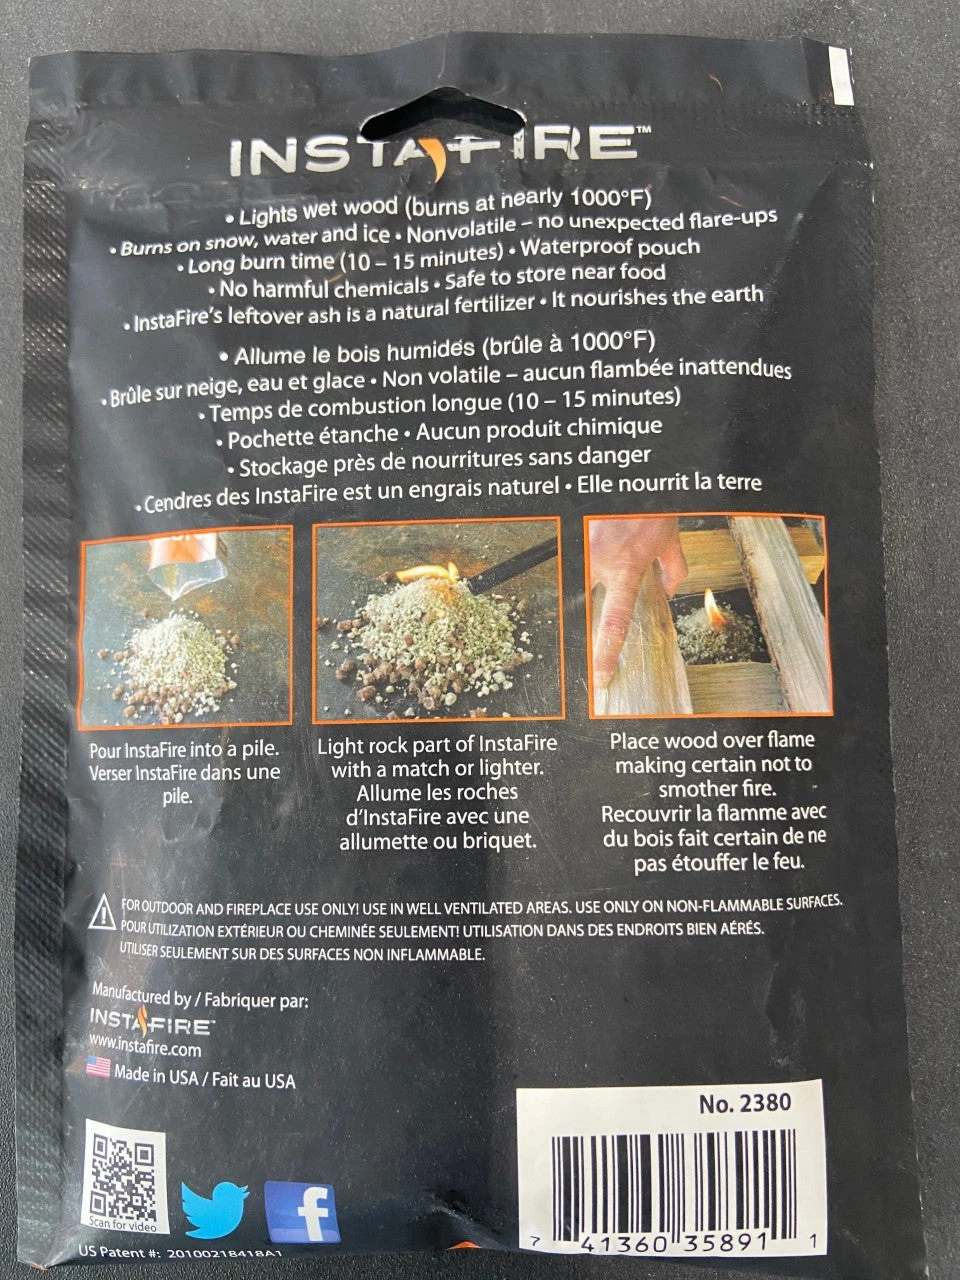 INSTAFIRE™
• Lights wet wood (burns at nearly 1000°F)
• Burns on snow, water and ice • Nonvolatile – no unexpected flare-ups
• Long burn time (10 – 15 minutes) • Waterproof pouch
• No harmful chemicals • Safe to store near food
• InstaFire's leftover ash is a natural fertilizer • It nourishes the earth
• Allume le bois humides (brûle à 1000°F)
• Brûle sur neige, eau et glace • Non volatile – aucun flambée inattendues
• Temps de combustion longue (10 – 15 minutes)
• Pochette étanche • Aucun produit chimique
• Stockage près de nourritures sans danger
• Cendres des InstaFire est un engrais naturel • Elle nourrit la terre
Pour InstaFire into a pile.
Verser InstaFire dans une
pile.
Light rock part of InstaFire
with a match or lighter.
Allume les roches
d'InstaFire avec une
allumette ou briquet.
Place wood over flame
making certain not to
smother fire.
Recouvrir la flamme avec
du bois fait certain de ne
pas étouffer le feu.
FOR OUTDOOR AND FIREPLACE USE ONLY! USE IN WELL VENTILATED AREAS. USE ONLY ON NON-FLAMMABLE SURFACES.
POUR UTILIZATION EXTÉRIEUR OU CHEMINÉE SEULEMENT! UTILISATION DANS DES ENDROITS BIEN AÉRÉS.
UTILISER SEULEMENT SUR DES SURFACES NON INFLAMMABLE.
Manufactured by / Fabriquer par:
INSTAFIRE™
www.instafire.com
Made in USA / Fait au USA
No. 2380
Scan for video
7 41360 35891 1
US Patent #: 20100218418A1